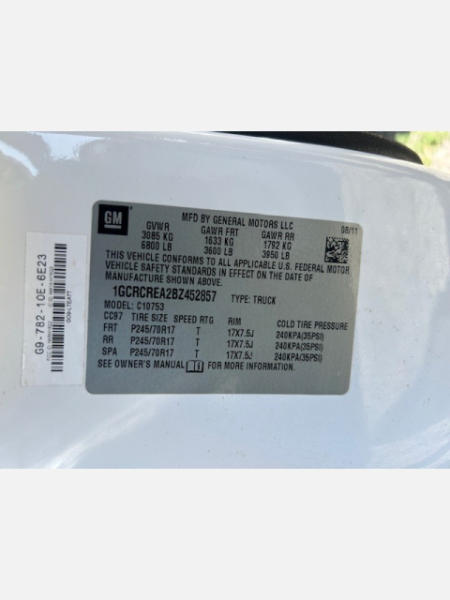 GM
MFD BY GENERAL MOTORS LLC
08/11
GVWR GAWR FRT GAWR RR
3085 KG 1633 KG 1792 KG
6800 LB 3600 LB 3950 LB
THIS VEHICLE CONFORMS TO ALL APPLICABLE U.S. FEDERAL MOTOR
VEHICLE SAFETY STANDARDS IN EFFECT ON THE DATE OF
MANUFACTURE SHOWN ABOVE.
1GCRCREA2BZ452857 TYPE: TRUCK
MODEL: C10753
CC97 TIRE SIZE SPEED RTG RIM COLD TIRE PRESSURE
FRT P245/70R17 T 17X7.5J 240KPA(35PSI)
RR P245/70R17 T 17X7.5J 240KPA(35PSI)
SPA P245/70R17 T 17X7.5J 240KPA(35PSI)
SEE OWNER'S MANUAL FOR MORE INFORMATION.
G9-782-10E-6E23